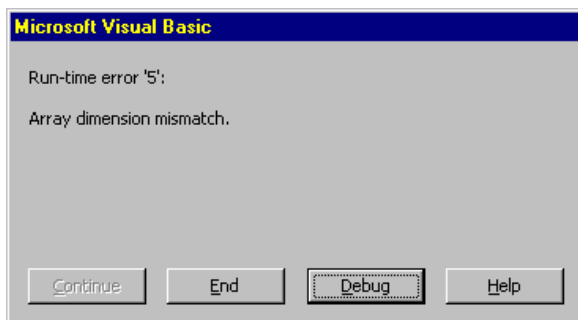 Microsoft Visual Basic
Run-time error '5':
Array dimension mismatch.
Continue End Debug Help